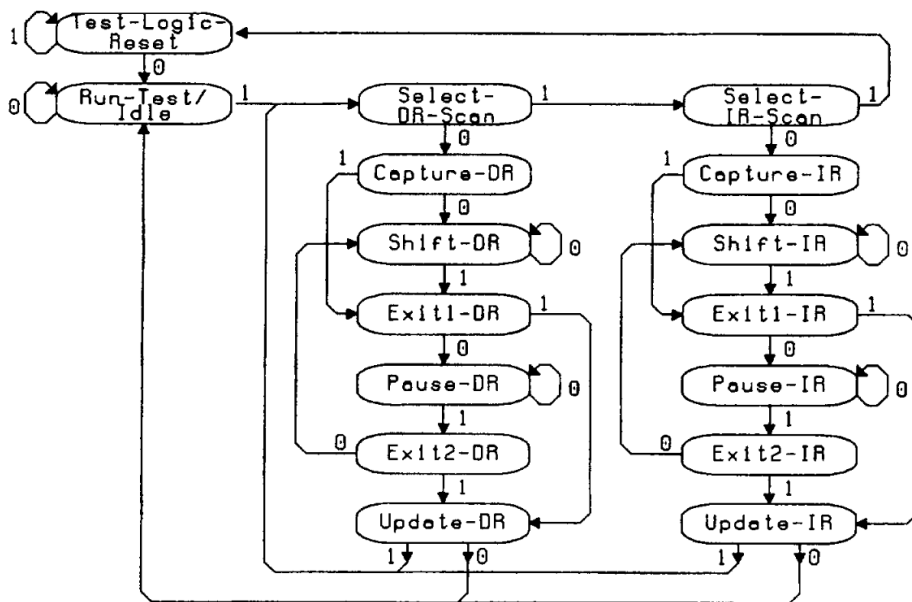 Test-Logic-
Reset
1
0
Run-Test/
Idle
0
1
Select-
DR-Scan
1
Select-
IR-Scan
1
0
0
1
Capture-DR
1
Capture-IR
0
0
Shift-DR
0
Shift-IR
0
1
1
Exit1-DR
1
Exit1-IR
1
0
0
Pause-DR
0
Pause-IR
0
1
1
0
Exit2-DR
0
Exit2-IR
1
1
Update-DR
Update-IR
1
0
1
0